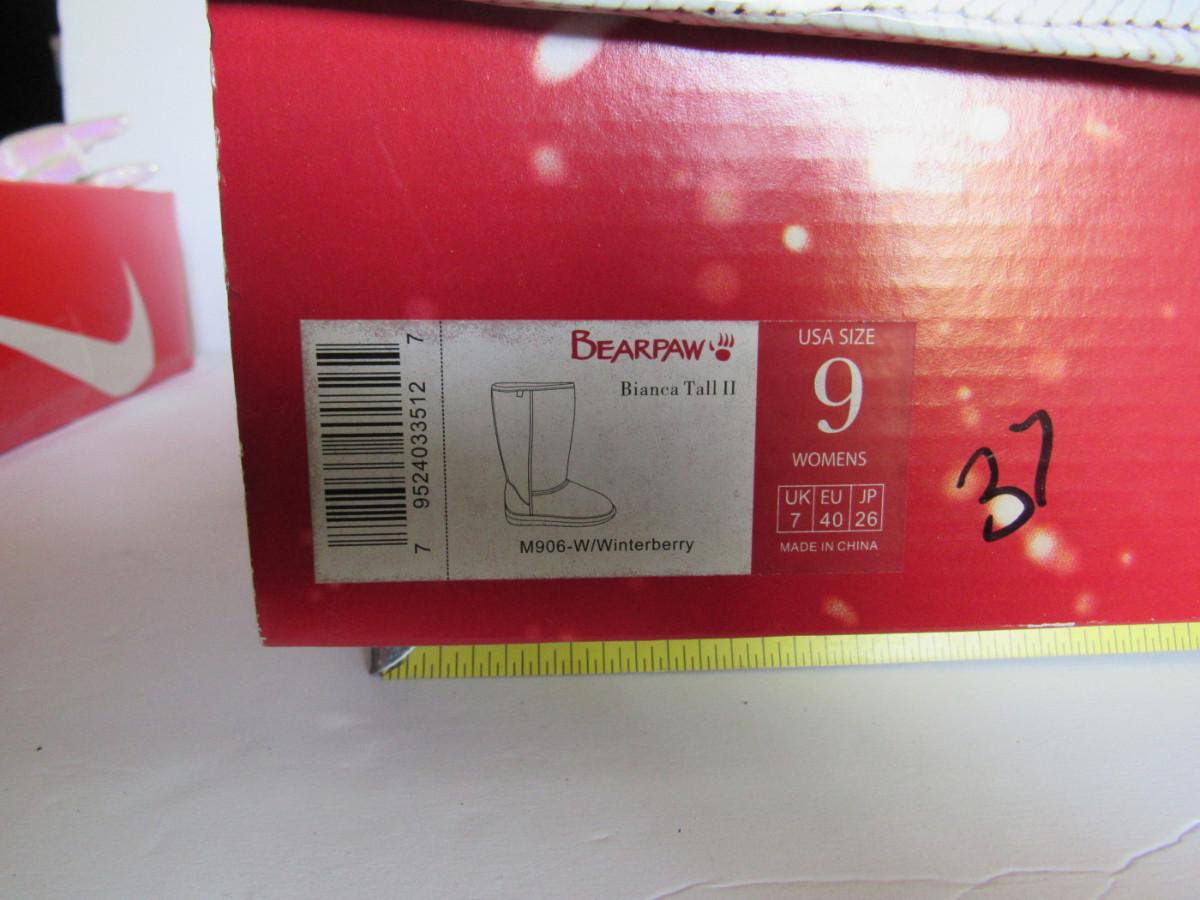 7 9524033512 7
BEARPAW
Bianca Tall II
M906-W/Winterberry
USA SIZE
9
WOMENS
UK EU JP
7 40 26
MADE IN CHINA
37